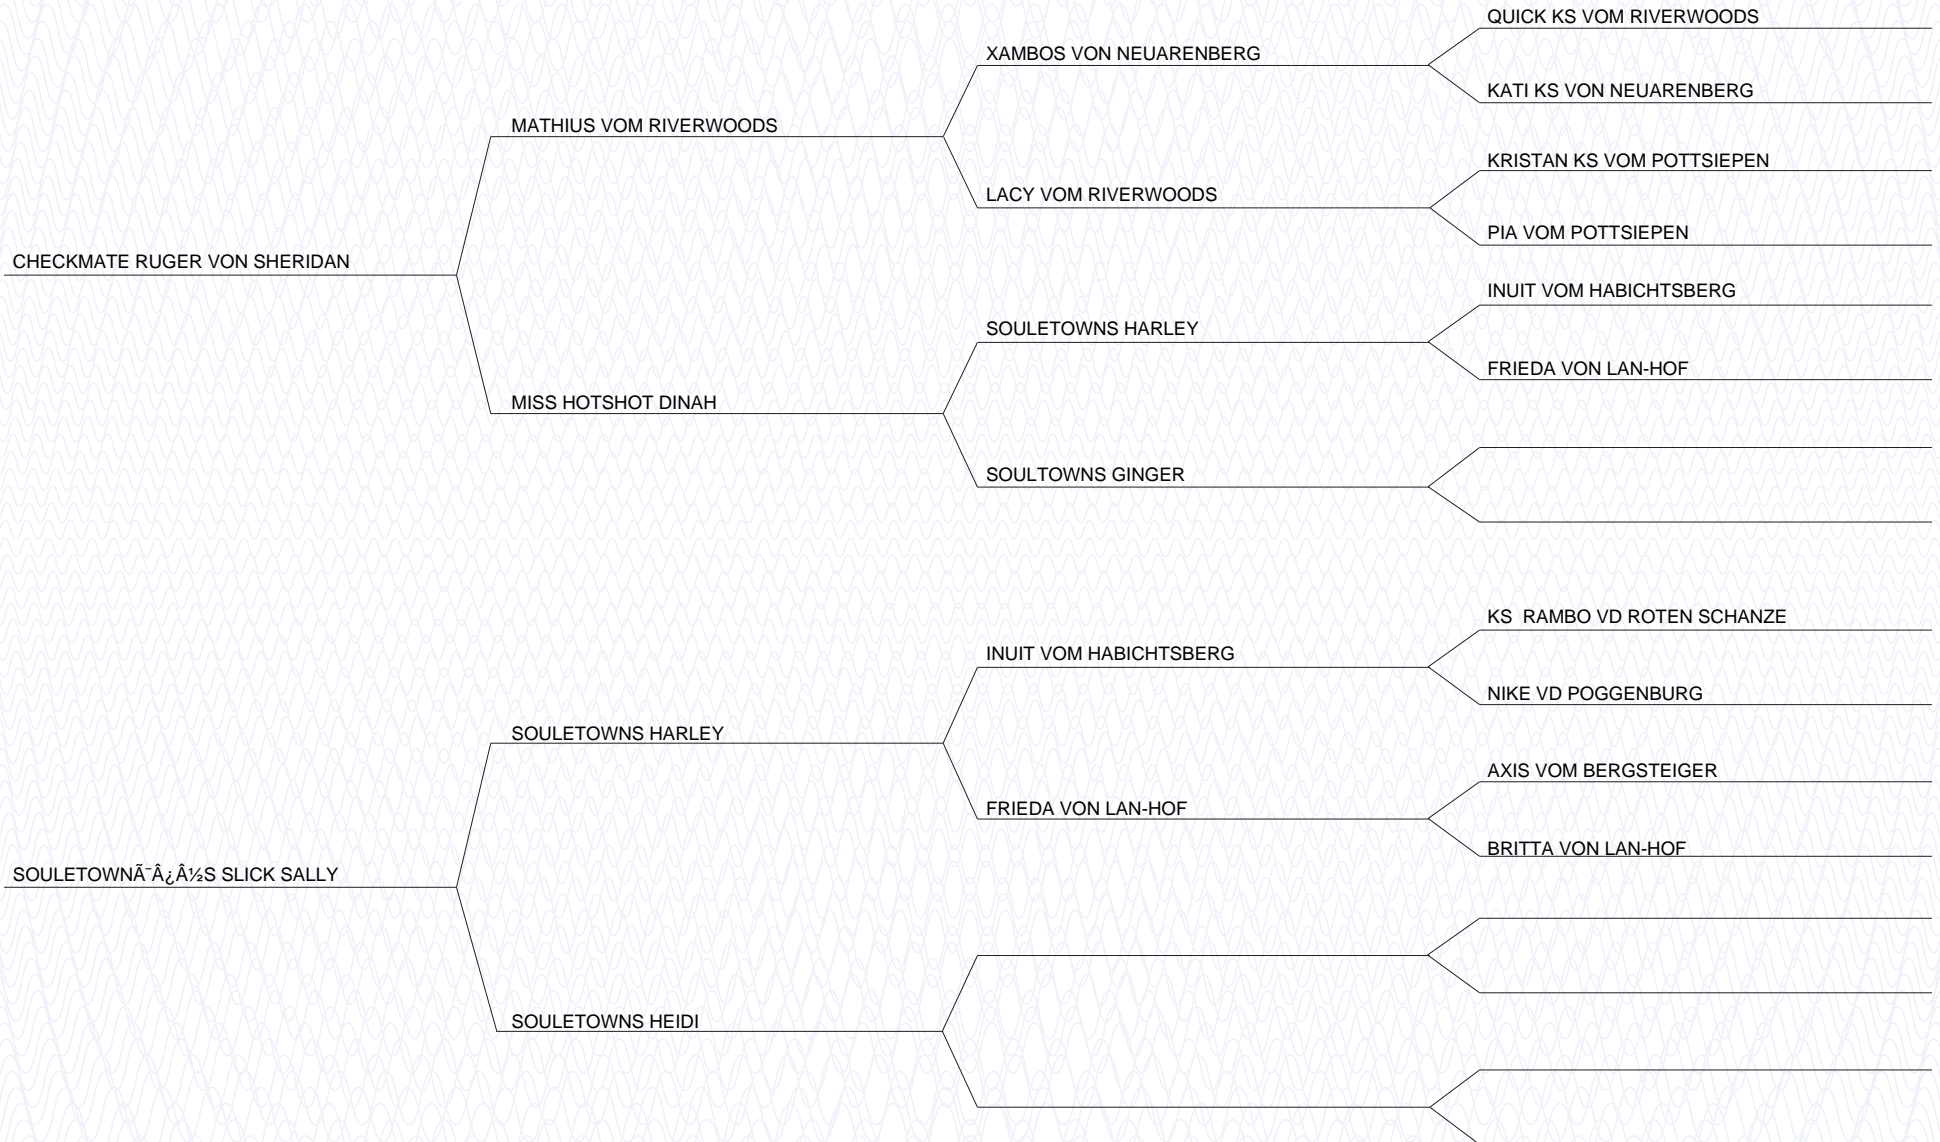 QUICK KS VOM RIVERWOODS
XAMBOS VON NEUARENBERG
KATI KS VON NEUARENBERG
MATHIUS VOM RIVERWOODS
KRISTAN KS VOM POTTSIEPEN
LACY VOM RIVERWOODS
PIA VOM POTTSIEPEN
CHECKMATE RUGER VON SHERIDAN
INUIT VOM HABICHTSBERG
SOULETOWNS HARLEY
FRIEDA VON LAN-HOF
MISS HOTSHOT DINAH
SOULTOWNS GINGER
KS  RAMBO VD ROTEN SCHANZE
INUIT VOM HABICHTSBERG
NIKE VD POGGENBURG
SOULETOWNS HARLEY
AXIS VOM BERGSTEIGER
FRIEDA VON LAN-HOF
BRITTA VON LAN-HOF
SOULETOWNÃ¯Â¿Â½S SLICK SALLY
SOULETOWNS HEIDI